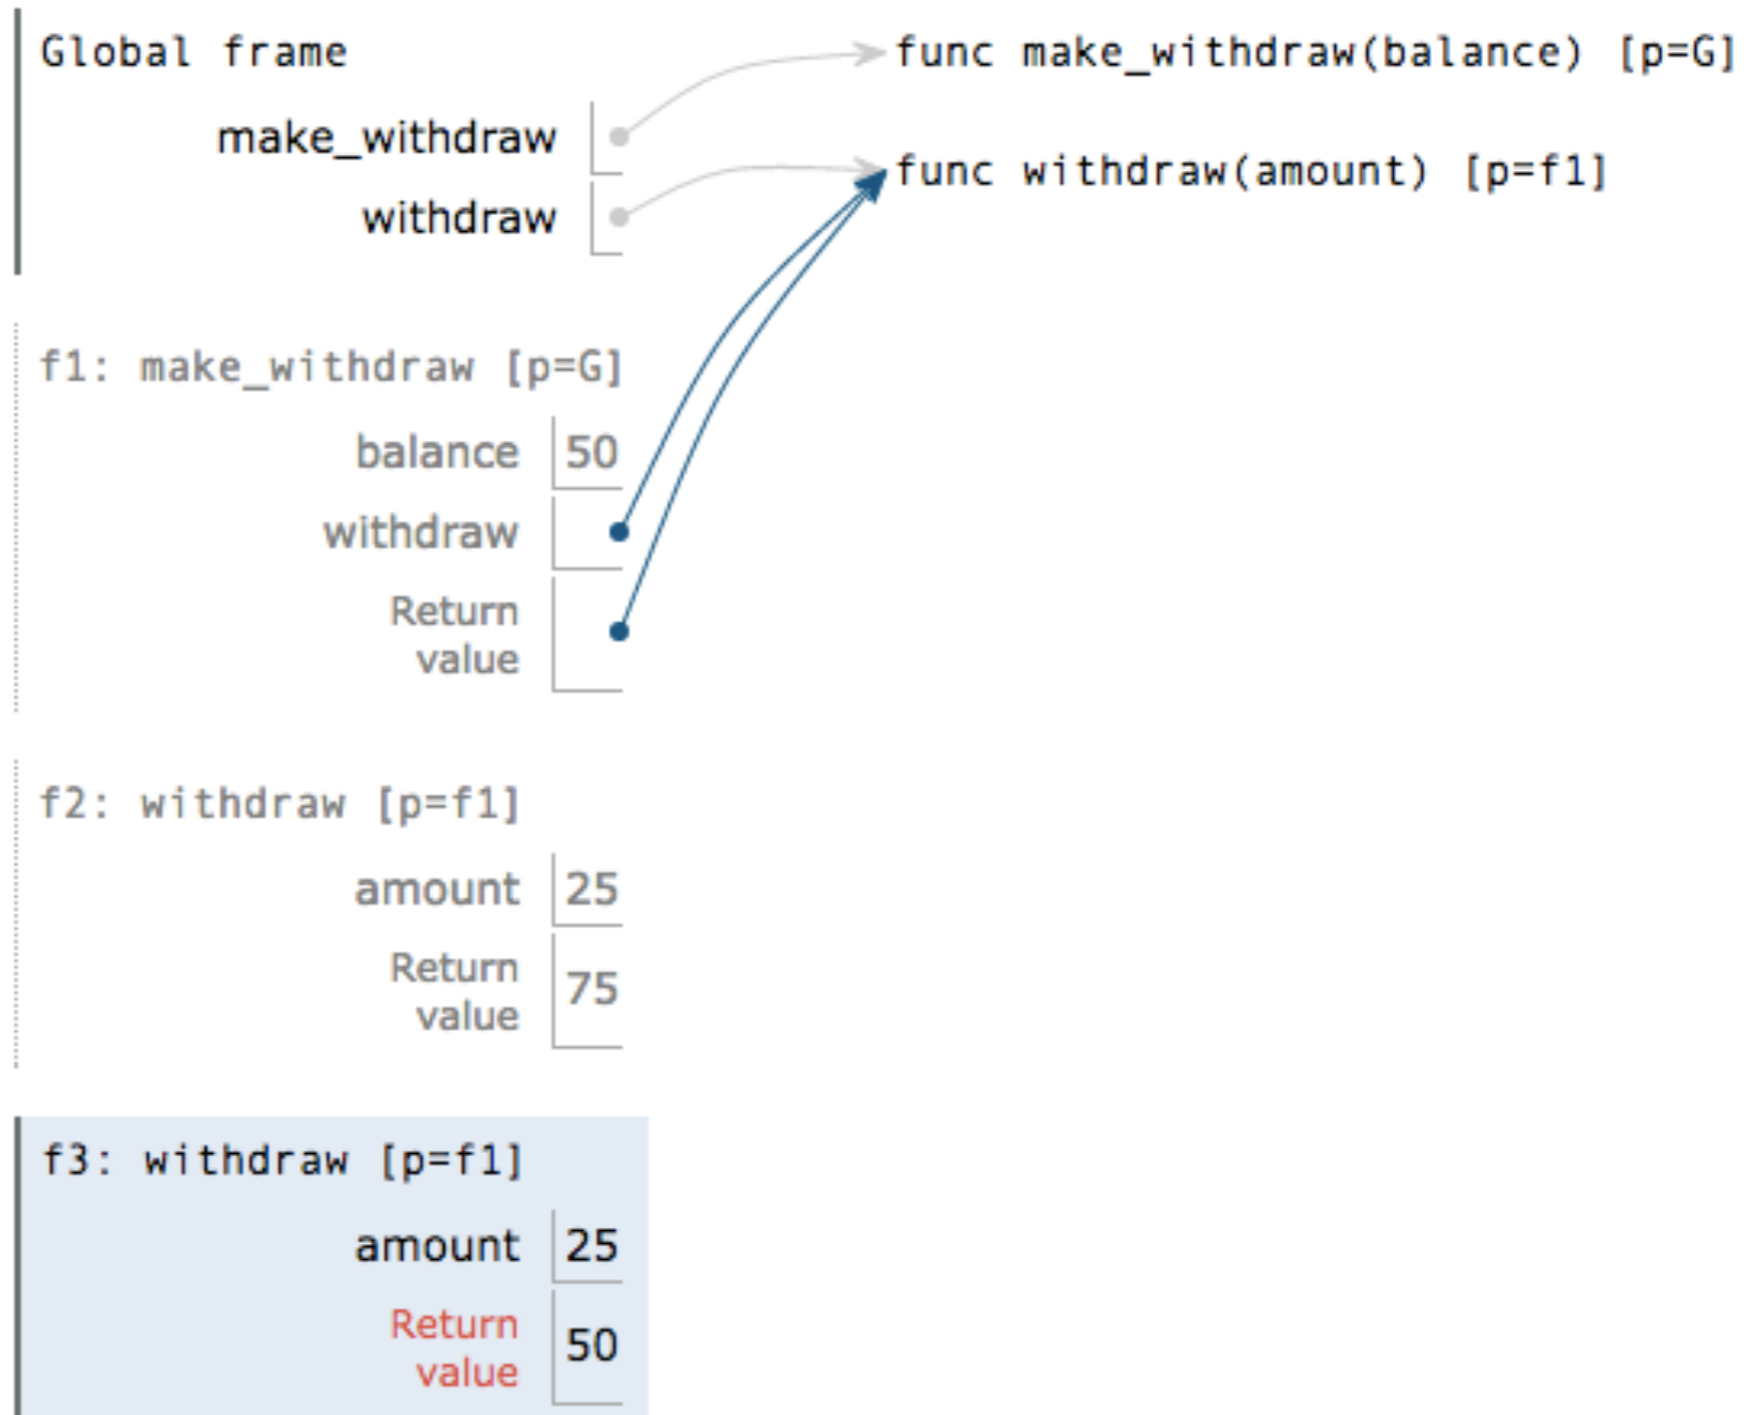 Global frame
func make_withdraw(balance) [p=G]
make_withdraw
func withdraw(amount) [p=f1]
withdraw
f1: make_withdraw [p=G]
balance 50
withdraw
Return
value
f2: withdraw [p=f1]
amount 25
Return
value 75
f3: withdraw [p=f1]
amount 25
Return
value 50